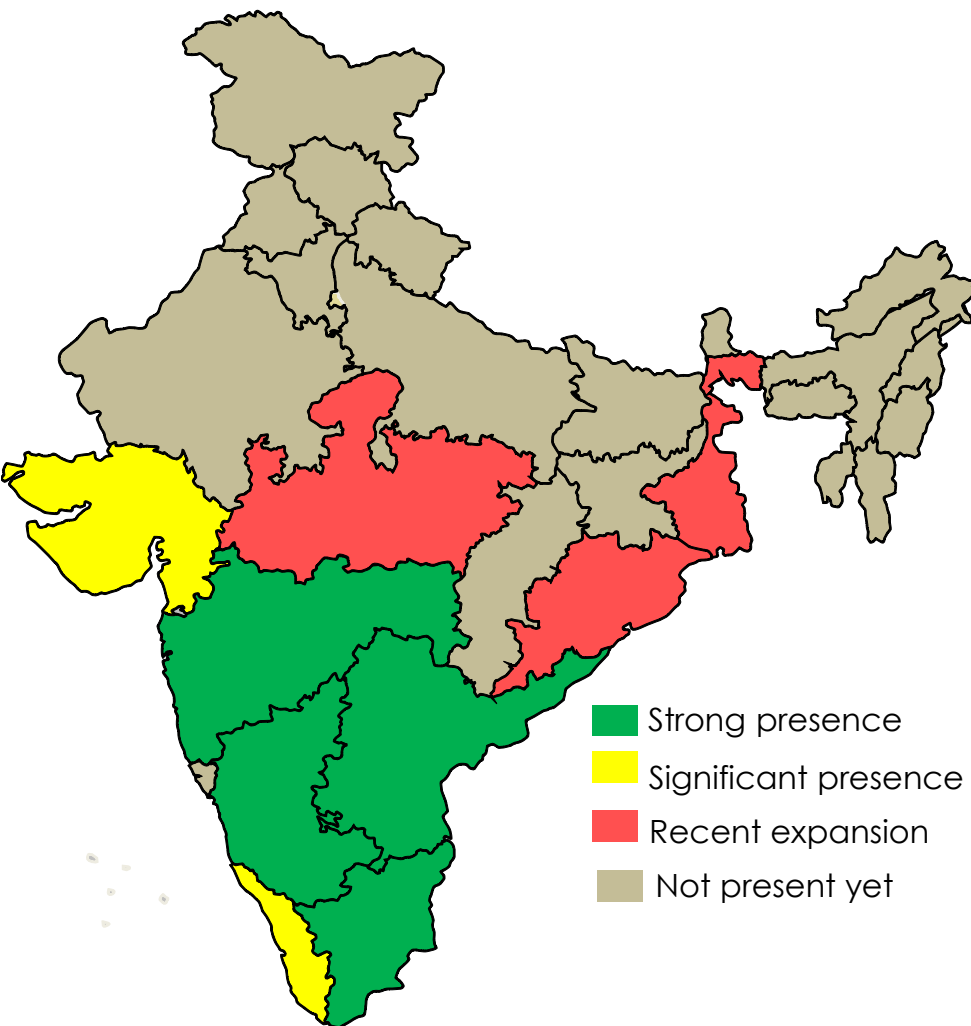 Strong presence
Significant presence
Recent expansion
Not present yet